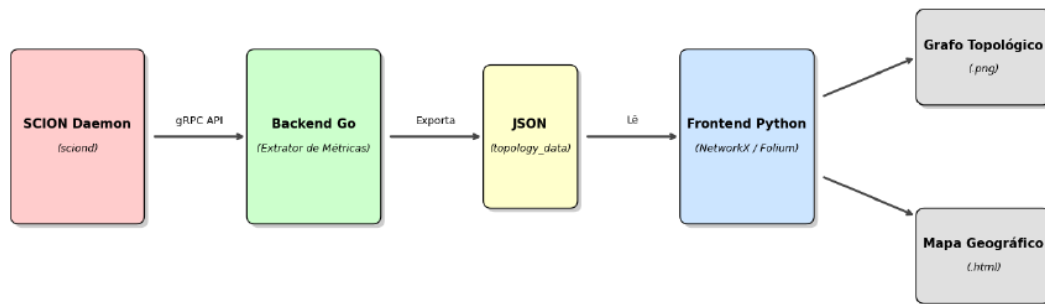 SCION Daemon
(sciond)
gRPC API
Backend Go
(Extrator de Métricas)
Exporta
JSON
(topology_data)
Lê
Frontend Python
(NetworkX / Folium)
Grafo Topológico
(.png)
Mapa Geográfico
(.html)